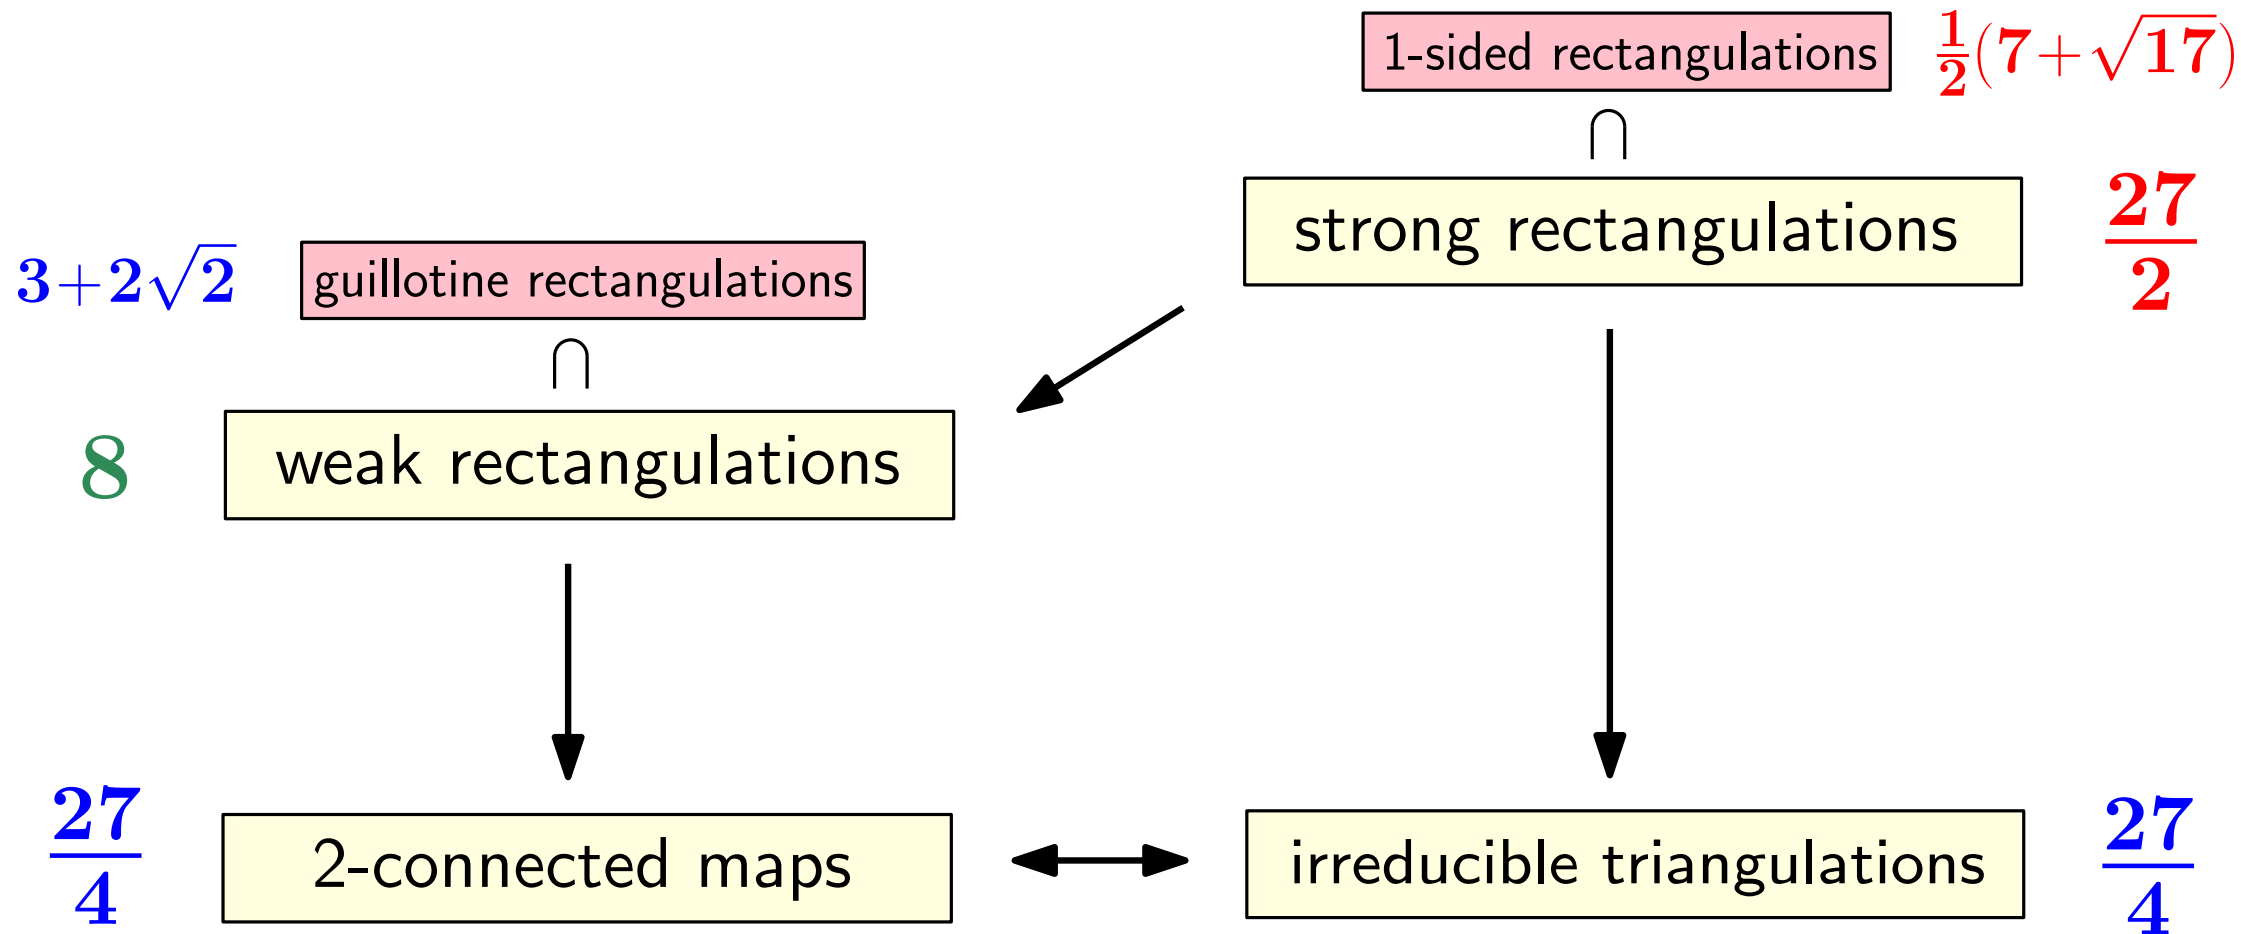 1-sided rectangulations
½(7+√17)
∩
strong rectangulations
27/2
3+2√2
guillotine rectangulations
∩
8
weak rectangulations
27/4
2-connected maps
irreducible triangulations
27/4